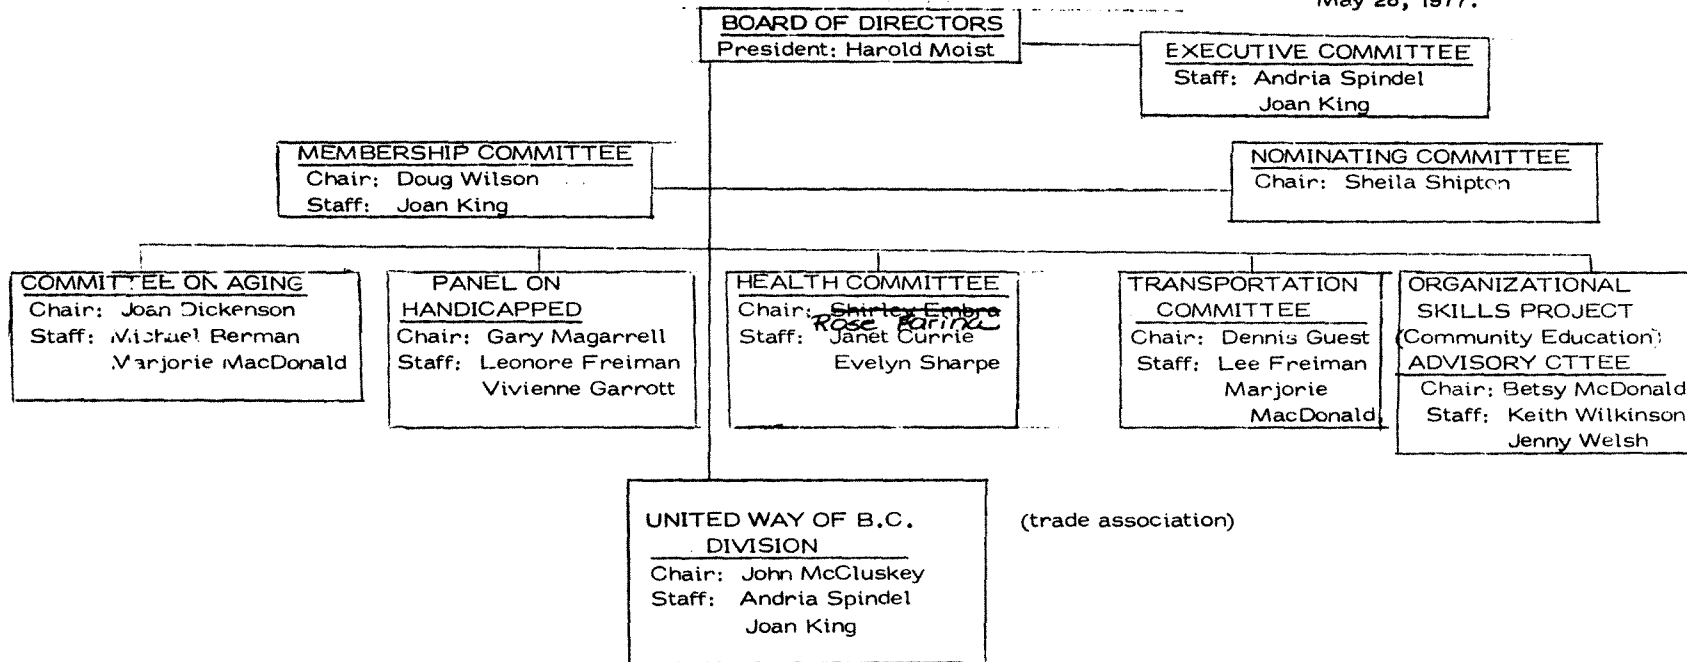 May 28, 1977.
BOARD OF DIRECTORS
President: Harold Moist
EXECUTIVE COMMITTEE
Staff: Andria Spindel
Joan King
MEMBERSHIP COMMITTEE
Chair: Doug Wilson
Staff: Joan King
NOMINATING COMMITTEE
Chair: Sheila Shipton
COMMITTEE ON AGING
Chair: Joan Dickenson
Staff: Michael Berman
Marjorie MacDonald
PANEL ON
HANDICAPPED
Chair: Gary Magarrell
Staff: Leonore Freiman
Vivienne Garrott
HEALTH COMMITTEE
Chair: Shirley Embra
Rose Farina
Staff: Janet Currie
Evelyn Sharpe
TRANSPORTATION
COMMITTEE
Chair: Dennis Guest
Staff: Lee Freiman
Marjorie
MacDonald
ORGANIZATIONAL
SKILLS PROJECT
(Community Education)
ADVISORY CTTEE
Chair: Betsy McDonald
Staff: Keith Wilkinson
Jenny Welsh
UNITED WAY OF B.C.
DIVISION
Chair: John McCluskey
Staff: Andria Spindel
Joan King
(trade association)